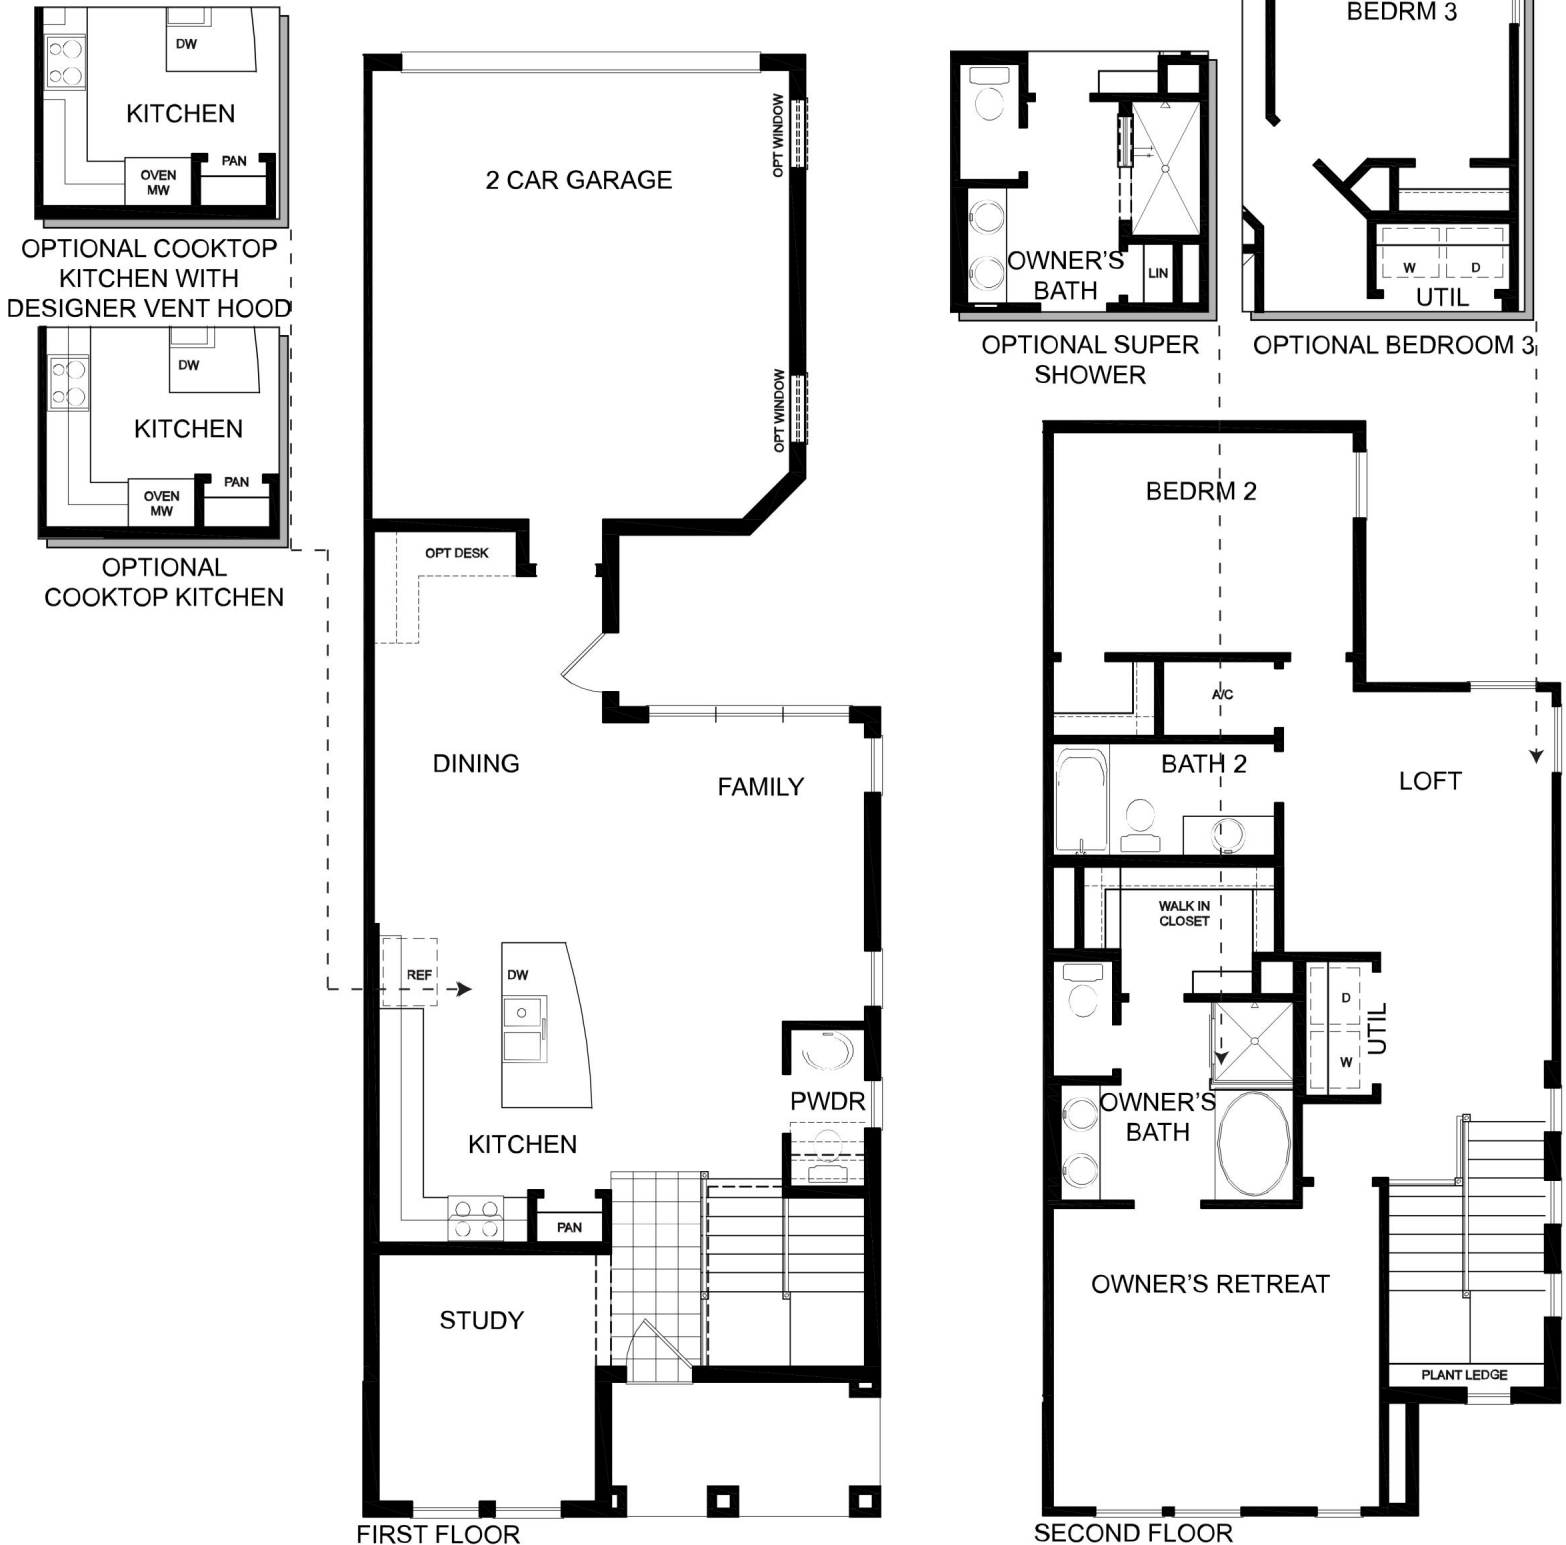 DW
KITCHEN
PAN
OVEN
MW
OPTIONAL COOKTOP
KITCHEN WITH
DESIGNER VENT HOOD
DW
KITCHEN
PAN
OVEN
MW
OPTIONAL
COOKTOP KITCHEN
2 CAR GARAGE
OPT WINDOW
OPT WINDOW
OPT DESK
DINING
FAMILY
REF
DW
PWDR
KITCHEN
PAN
STUDY
FIRST FLOOR
OWNER'S
BATH
LIN
OPTIONAL SUPER
SHOWER
BEDRM 3
W
D
UTIL
OPTIONAL BEDROOM 3
BEDRM 2
A/C
BATH 2
LOFT
WALK IN
CLOSET
D
UTIL
W
OWNER'S
BATH
OWNER'S RETREAT
PLANT LEDGE
SECOND FLOOR